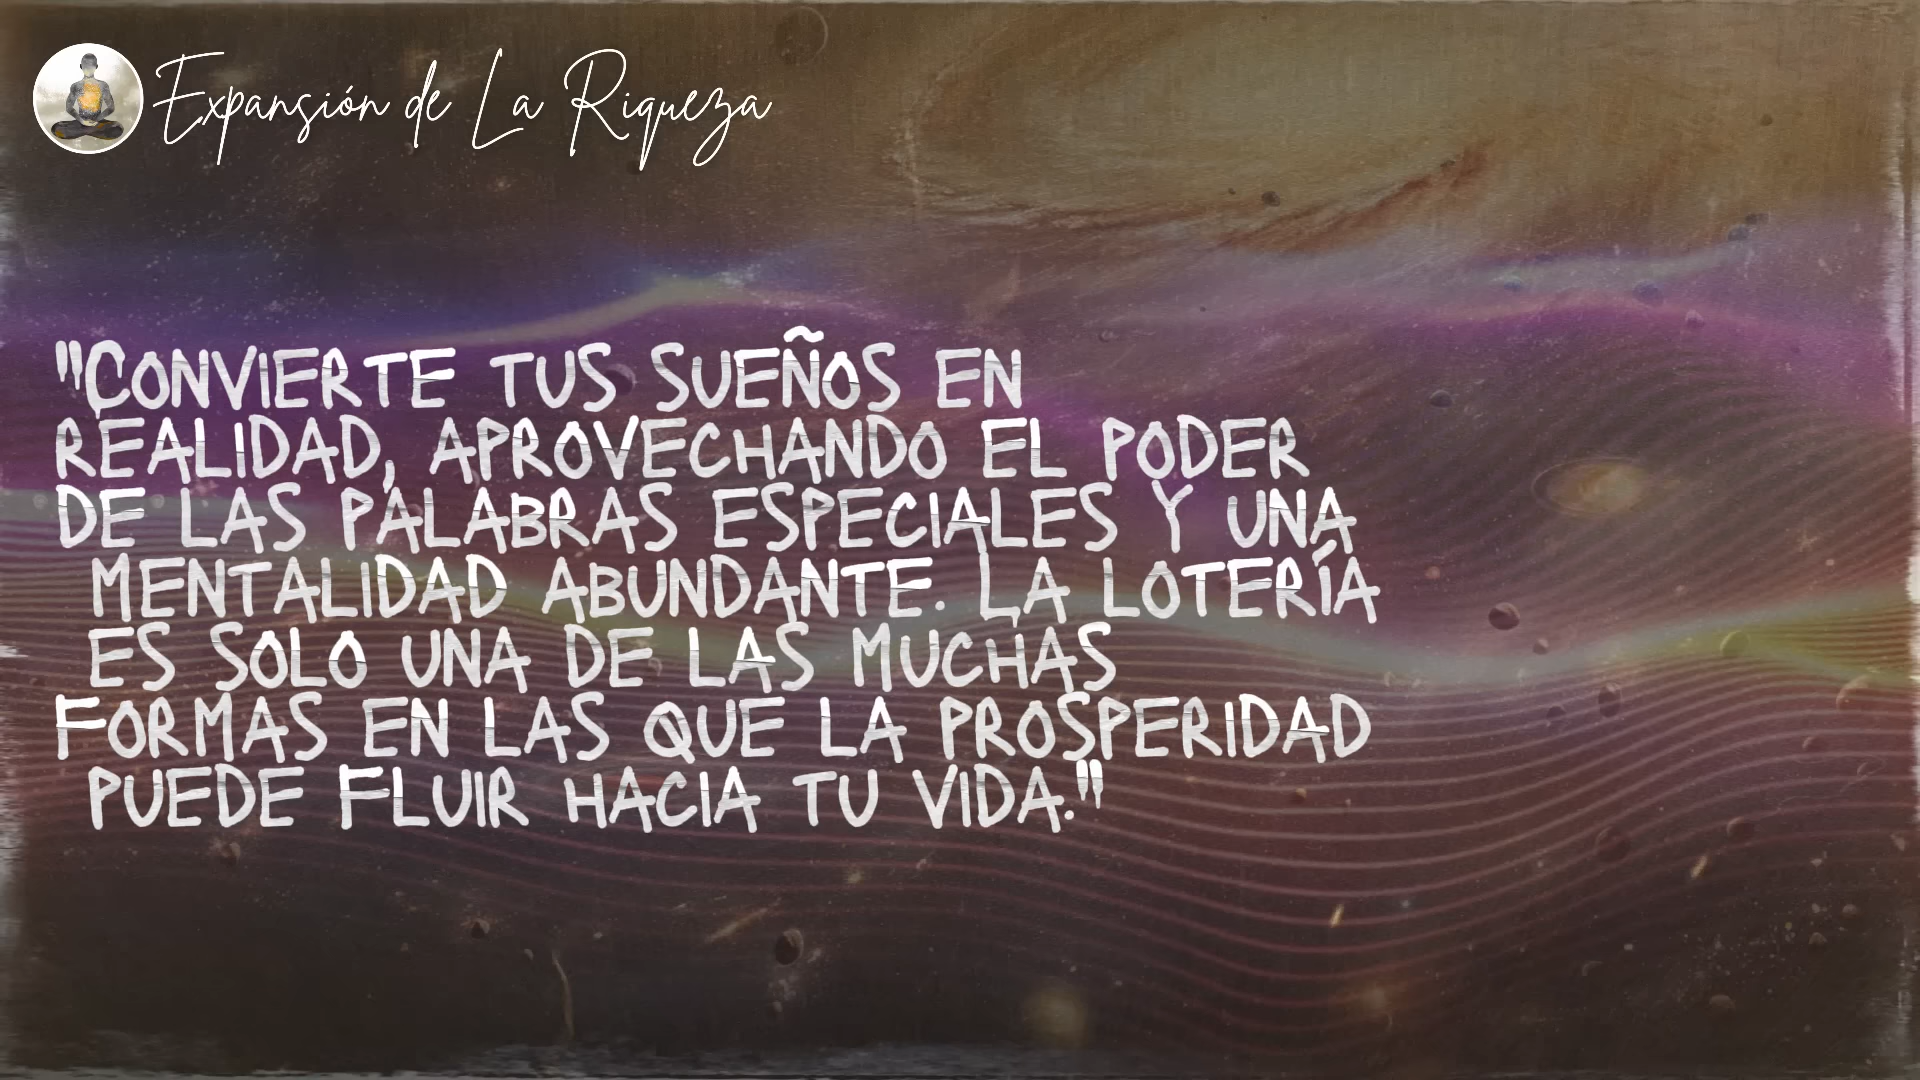 Expansión de La Riqueza
"Convierte tus sueños en
realidad, aprovechando el poder
de las palabras especiales y una
mentalidad abundante. La lotería
es solo una de las muchas
formas en las que la prosperidad
puede fluir hacia tu vida."